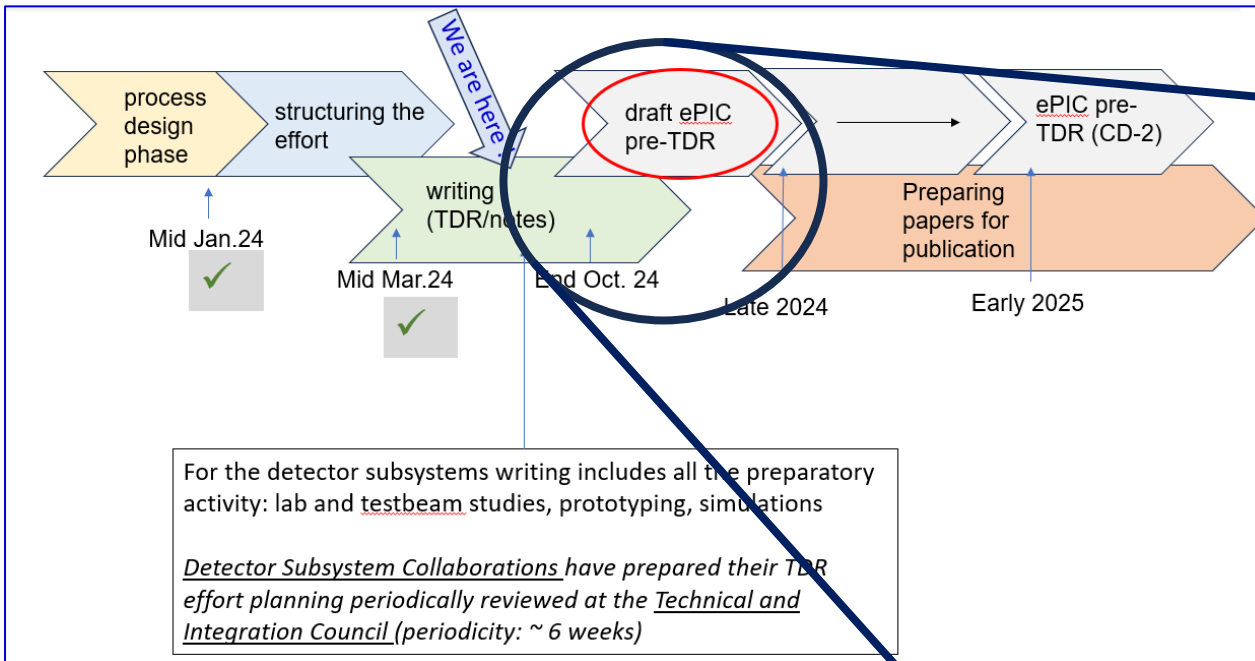 We are here !
process
design
phase
structuring the
effort
draft ePIC
pre-TDR
ePIC pre-
TDR (CD-2)
writing
(TDR/notes)
Preparing
papers for
publication
Mid Jan.24
Mid Mar.24
End Oct. 24
Late 2024
Early 2025
For the detector subsystems writing includes all the preparatory
activity: lab and testbeam studies, prototyping, simulations
Detector Subsystem Collaborations have prepared their TDR
effort planning periodically reviewed at the Technical and
Integration Council (periodicity: ~ 6 weeks)